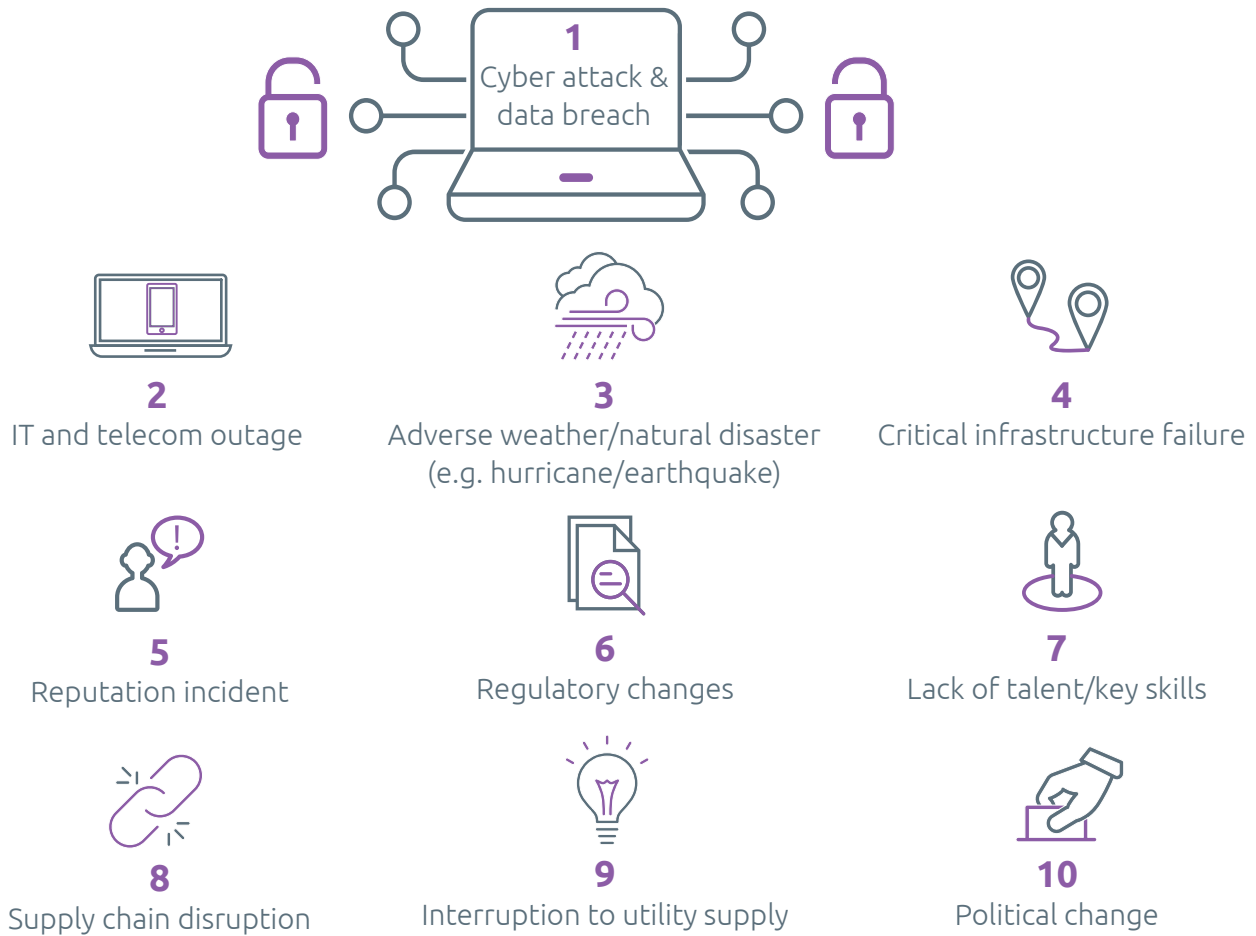 1
Cyber attack &
data breach
2
IT and telecom outage
3
Adverse weather/natural disaster
(e.g. hurricane/earthquake)
4
Critical infrastructure failure
5
Reputation incident
6
Regulatory changes
7
Lack of talent/key skills
8
Supply chain disruption
9
Interruption to utility supply
10
Political change